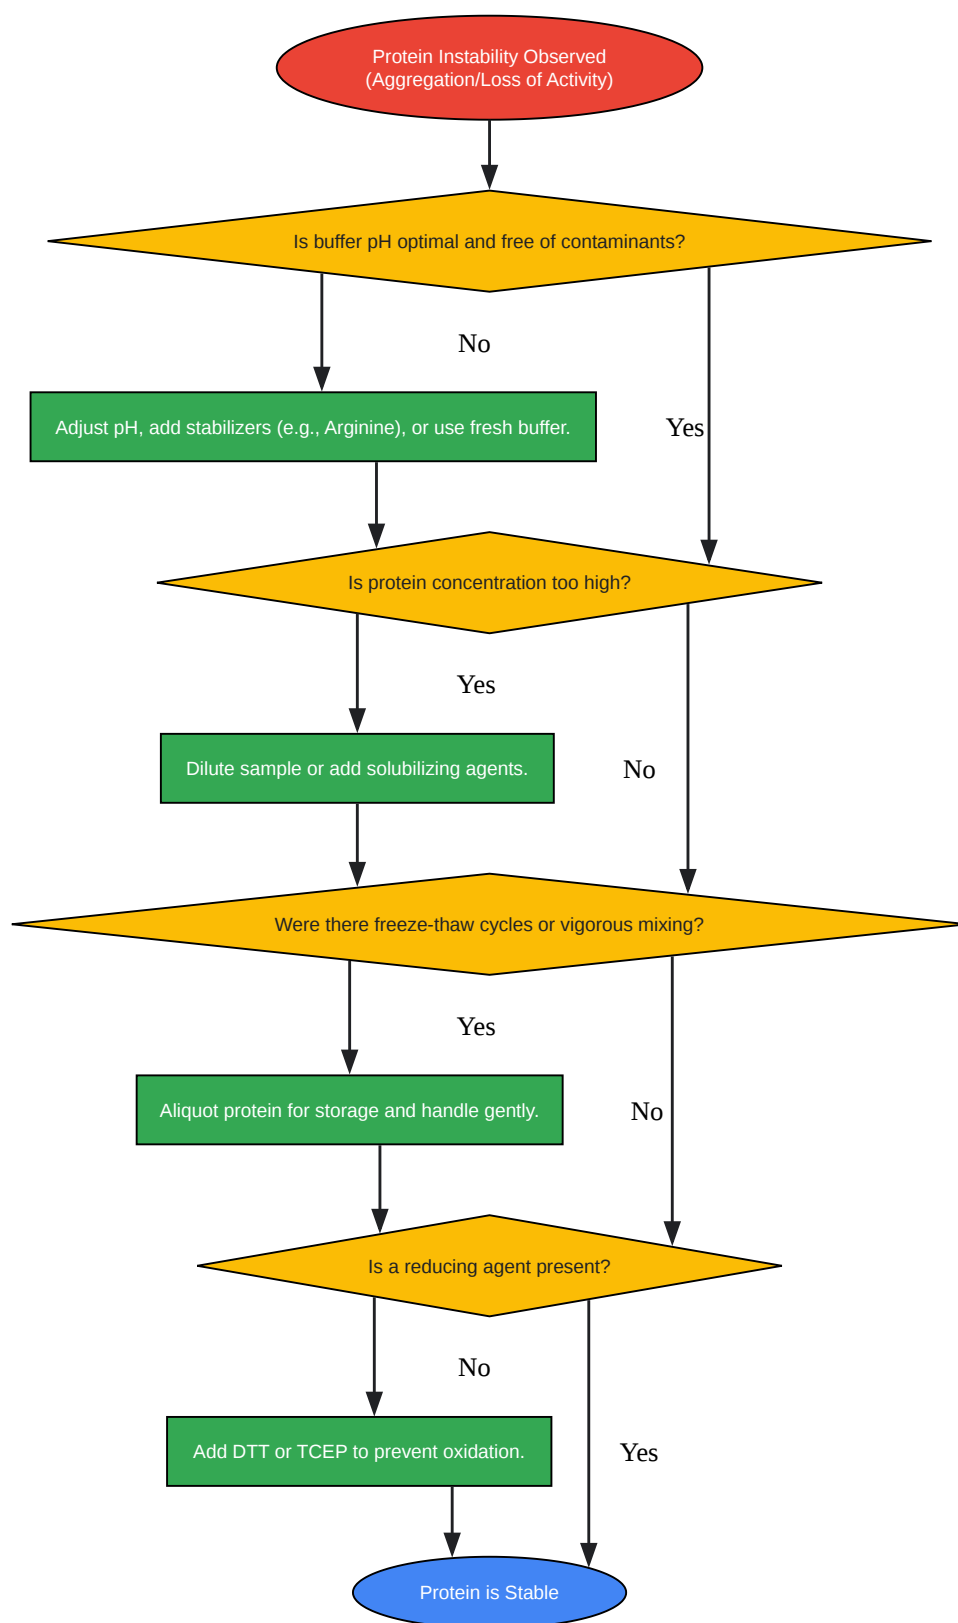 Protein Instability Observed
(Aggregation/Loss of Activity)
Is buffer pH optimal and free of contaminants?
No
Adjust pH, add stabilizers (e.g., Arginine), or use fresh buffer.
Yes
Is protein concentration too high?
Yes
Dilute sample or add solubilizing agents.
No
Were there freeze-thaw cycles or vigorous mixing?
Yes
Aliquot protein for storage and handle gently.
No
Is a reducing agent present?
No
Add DTT or TCEP to prevent oxidation.
Yes
Protein is Stable